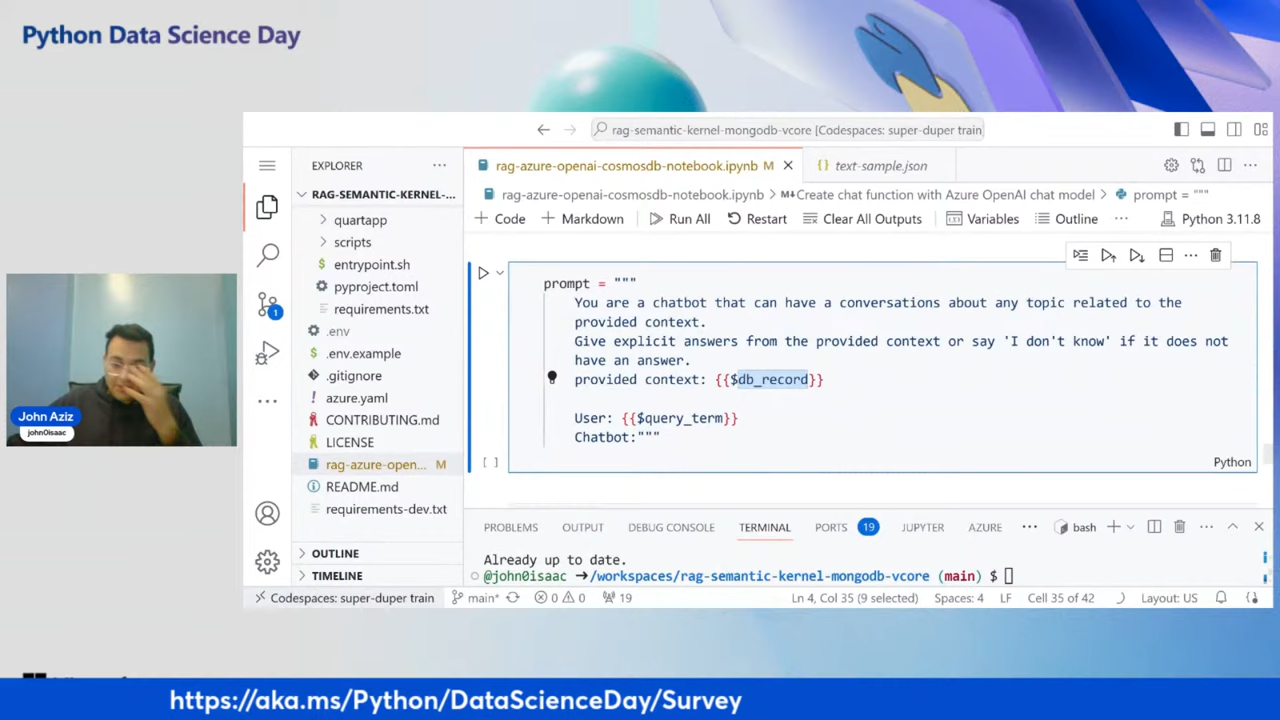 Python Data Science Day
rag-semantic-kernel-mongodb-vcore [Codespaces: super-duper train
EXPLORER
rag-azure-openai-cosmosdb-notebook.ipynb M
text-sample.json
RAG-SEMANTIC-KERNEL-...
rag-azure-openai-cosmosdb-notebook.ipynb > Create chat function with Azure OpenAI chat model > prompt = """
Code
Markdown
Run All
Restart
Clear All Outputs
Variables
Outline
Python 3.11.8
quartapp
scripts
entrypoint.sh
pyproject.toml
requirements.txt
.env
.env.example
.gitignore
azure.yaml
CONTRIBUTING.md
LICENSE
rag-azure-open... M
README.md
requirements-dev.txt
OUTLINE
TIMELINE
1
prompt = """
You are a chatbot that can have a conversations about any topic related to the
provided context.
Give explicit answers from the provided context or say 'I don't know' if it does not
have an answer.
provided context: {{$db_record}}
User: {{$query_term}}
Chatbot:"""
[ ]
Python
PROBLEMS OUTPUT DEBUG CONSOLE TERMINAL PORTS 19 JUPYTER AZURE ... bash
Already up to date.
@john0isaac →/workspaces/rag-semantic-kernel-mongodb-vcore (main) $
Codespaces: super-duper train main* 0 0 19 Ln 4, Col 35 (9 selected) Spaces: 4 LF Cell 35 of 42 Layout: US
John Aziz
john0isaac
https://aka.ms/Python/DataScienceDay/Survey